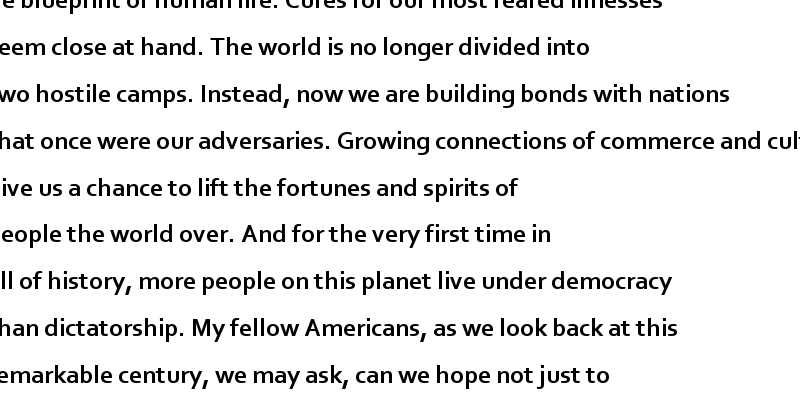 e blueprint of human life. Cures for our most feared illnesses
eem close at hand. The world is no longer divided into
wo hostile camps. Instead, now we are building bonds with nations
hat once were our adversaries. Growing connections of commerce and cult
ive us a chance to lift the fortunes and spirits of
eople the world over. And for the very first time in
ll of history, more people on this planet live under democracy
han dictatorship. My fellow Americans, as we look back at this
emarkable century, we may ask, can we hope not just to